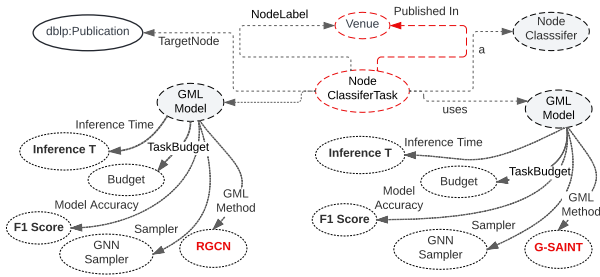 NodeLabel
Published In
dblp:Publication
Venue
Node
Classsifer
TargetNode
a
Node
ClassiferTask
GML
Model
uses
GML
Model
Inference Time
Inference T
TaskBudget
Budget
Model Accuracy
GML
Method
F1 Score
Sampler
GNN
Sampler
RGCN
Inference Time
Inference T
TaskBudget
Budget
Model
Accuracy
GML
Method
F1 Score
Sampler
GNN
Sampler
G-SAINT